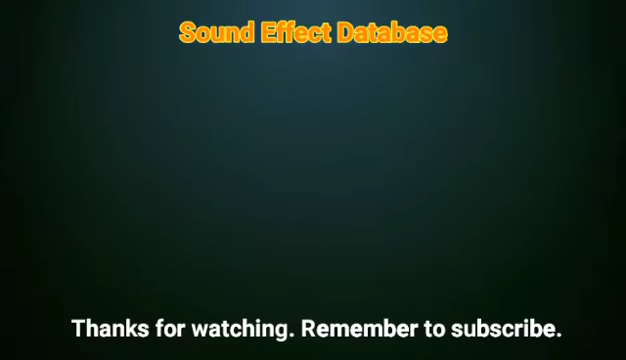 Sound Effect Database
Thanks for watching. Remember to subscribe.